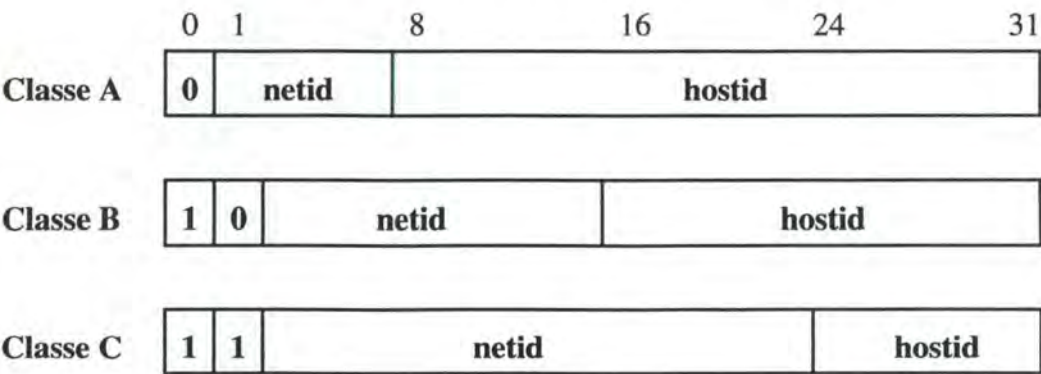 0 1 8 16 24 31
Classe A 0 netid hostid
Classe B 1 0 netid hostid
Classe C 1 1 netid hostid